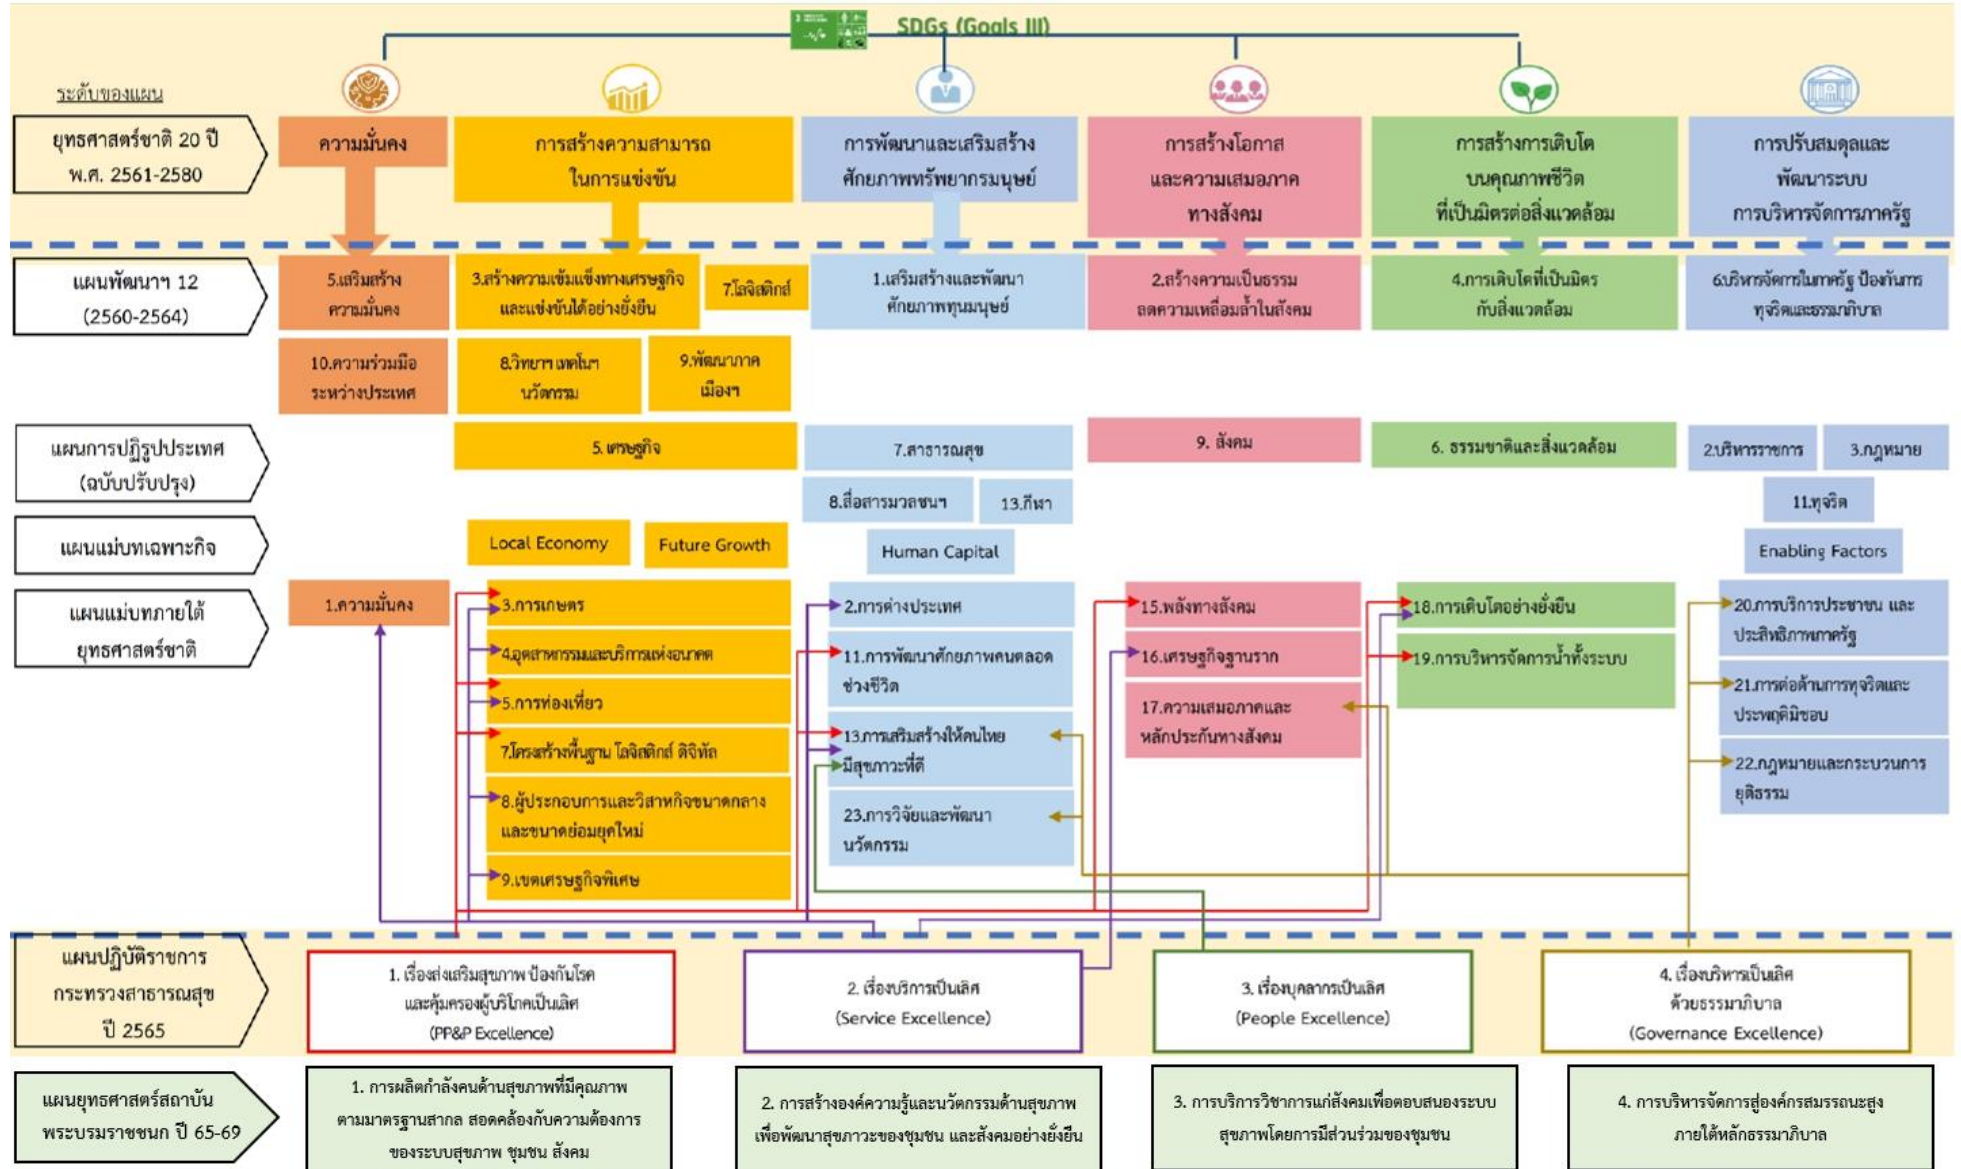 SDGs (Goals III)
ระดับของแผน
ยุทธศาสตร์ชาติ 20 ปี
พ.ศ. 2561-2580
ความมั่นคง
การสร้างความสามารถ
ในการแข่งขัน
การพัฒนาและเสริมสร้าง
ศักยภาพทรัพยากรมนุษย์
การสร้างโอกาส
และความเสมอภาค
ทางสังคม
การสร้างการเติบโต
บนคุณภาพชีวิต
ที่เป็นมิตรต่อสิ่งแวดล้อม
การปรับสมดุลและ
พัฒนาระบบ
การบริหารจัดการภาครัฐ
แผนพัฒนาฯ 12
(2560-2564)
5.เสริมสร้าง
ความมั่นคง
3.สร้างความเข้มแข็งทางเศรษฐกิจ
และแข่งขันได้อย่างยั่งยืน
7.โลจิสติกส์
1.เสริมสร้างและพัฒนา
ศักยภาพทุนมนุษย์
2.สร้างความเป็นธรรม
ลดความเหลื่อมล้ำในสังคม
4.การเติบโตที่เป็นมิตร
กับสิ่งแวดล้อม
6.บริหารจัดการในภาครัฐ ป้องกันการ
ทุจริตและธรรมาภิบาล
10.ความร่วมมือ
ระหว่างประเทศ
8.วิทยาฯ เทคโนฯ
นวัตกรรม
9.พัฒนาภาค
เมืองฯ
แผนการปฏิรูปประเทศ
(ฉบับปรับปรุง)
5. เศรษฐกิจ
7.สาธารณสุข
9. สังคม
6. ธรรมชาติและสิ่งแวดล้อม
2.บริหารราชการ
3.กฎหมาย
8.สื่อสารมวลชนฯ
13.กีฬา
11.ทุจริต
แผนแม่บทเฉพาะกิจ
Local Economy
Future Growth
Human Capital
Enabling Factors
แผนแม่บทภายใต้
ยุทธศาสตร์ชาติ
1.ความมั่นคง
3.การเกษตร
4.อุตสาหกรรมและบริการแห่งอนาคต
5.การท่องเที่ยว
7.โครงสร้างพื้นฐาน โลจิสติกส์ ดิจิทัล
8.ผู้ประกอบการและวิสาหกิจขนาดกลาง
และขนาดย่อมยุคใหม่
9.เขตเศรษฐกิจพิเศษ
2.การต่างประเทศ
11.การพัฒนาศักยภาพคนตลอด
ช่วงชีวิต
13.การเสริมสร้างให้คนไทย
มีสุขภาวะที่ดี
23.การวิจัยและพัฒนา
นวัตกรรม
15.พลังทางสังคม
16.เศรษฐกิจฐานราก
17.ความเสมอภาคและ
หลักประกันทางสังคม
18.การเติบโตอย่างยั่งยืน
19.การบริหารจัดการน้ำทั้งระบบ
20.การบริการประชาชน และ
ประสิทธิภาพภาครัฐ
21.การต่อต้านการทุจริตและ
ประพฤติมิชอบ
22.กฎหมายและกระบวนการ
ยุติธรรม
แผนปฏิบัติราชการ
กระทรวงสาธารณสุข
ปี 2565
1. เรื่องส่งเสริมสุขภาพ ป้องกันโรค
และคุ้มครองผู้บริโภคเป็นเลิศ
(PP&P Excellence)
2. เรื่องบริการเป็นเลิศ
(Service Excellence)
3. เรื่องบุคลากรเป็นเลิศ
(People Excellence)
4. เรื่องบริหารเป็นเลิศ
ด้วยธรรมาภิบาล
(Governance Excellence)
แผนยุทธศาสตร์สถาบัน
พระบรมราชชนก ปี 65-69
1. การผลิตกำลังคนด้านสุขภาพที่มีคุณภาพ
ตามมาตรฐานสากล สอดคล้องกับความต้องการ
ของระบบสุขภาพ ชุมชน สังคม
2. การสร้างองค์ความรู้และนวัตกรรมด้านสุขภาพ
เพื่อพัฒนาสุขภาวะของชุมชน และสังคมอย่างยั่งยืน
3. การบริการวิชาการแก่สังคมเพื่อตอบสนองระบบ
สุขภาพโดยการมีส่วนร่วมของชุมชน
4. การบริหารจัดการสู่องค์กรสมรรถนะสูง
ภายใต้หลักธรรมาภิบาล